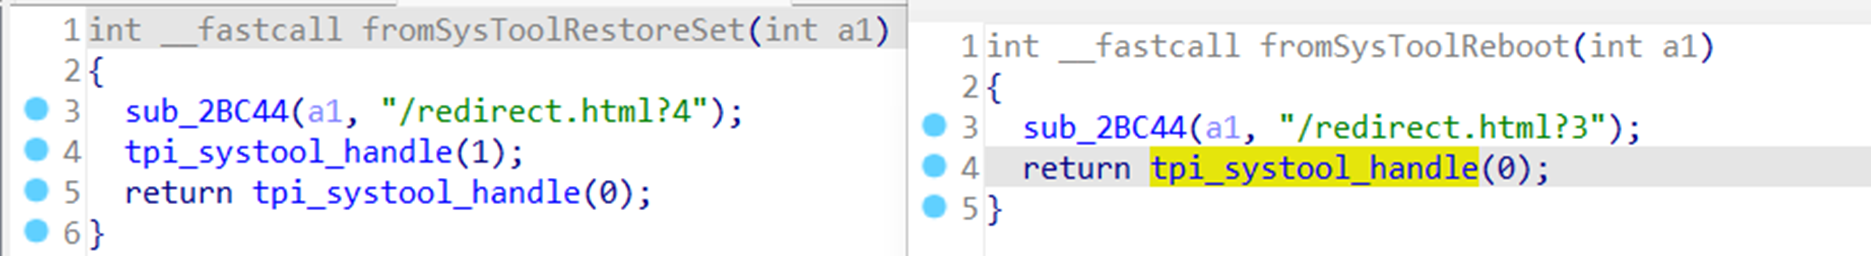 1 int __fastcall fromSysToolRestoreSet(int a1)
2 {
3 sub_2BC44(a1, "/redirect.html?4");
4 tpi_systool_handle(1);
5 return tpi_systool_handle(0);
6 }
1 int __fastcall fromSysToolReboot(int a1)
2 {
3 sub_2BC44(a1, "/redirect.html?3");
4 return tpi_systool_handle(0);
5 }